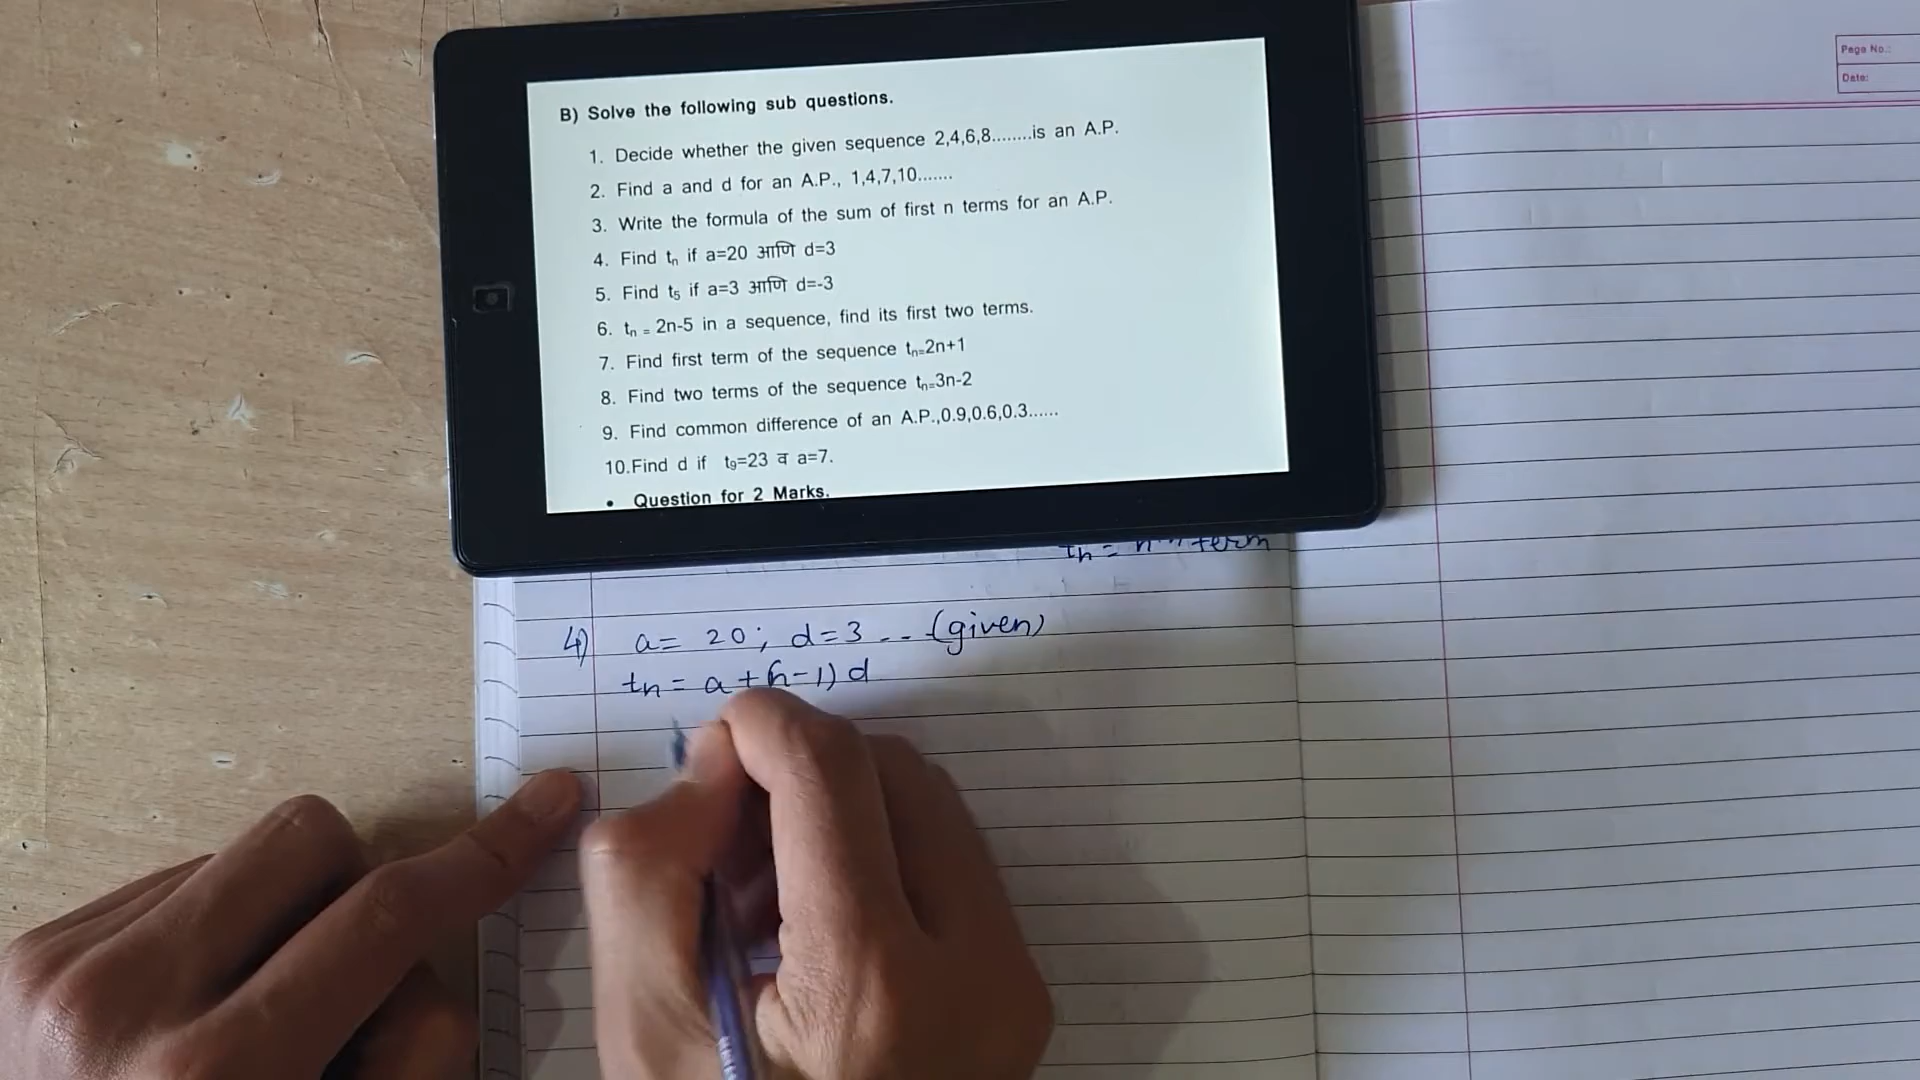 Page No.:
Date:
B) Solve the following sub questions.
1. Decide whether the given sequence 2,4,6,8........is an A.P.
2. Find a and d for an A.P., 1,4,7,10.......
3. Write the formula of the sum of first n terms for an A.P.
4. Find tn if a=20 आणि d=3
5. Find t5 if a=3 आणि d=-3
6. tn = 2n-5 in a sequence, find its first two terms.
7. Find first term of the sequence tn=2n+1
8. Find two terms of the sequence tn=3n-2
9. Find common difference of an A.P.,0.9,0.6,0.3......
10.Find d if t9=23 व a=7.
• Question for 2 Marks.
tn = nth term
4) a= 20; d=3 -- (given)
tn = a+(n-1)d